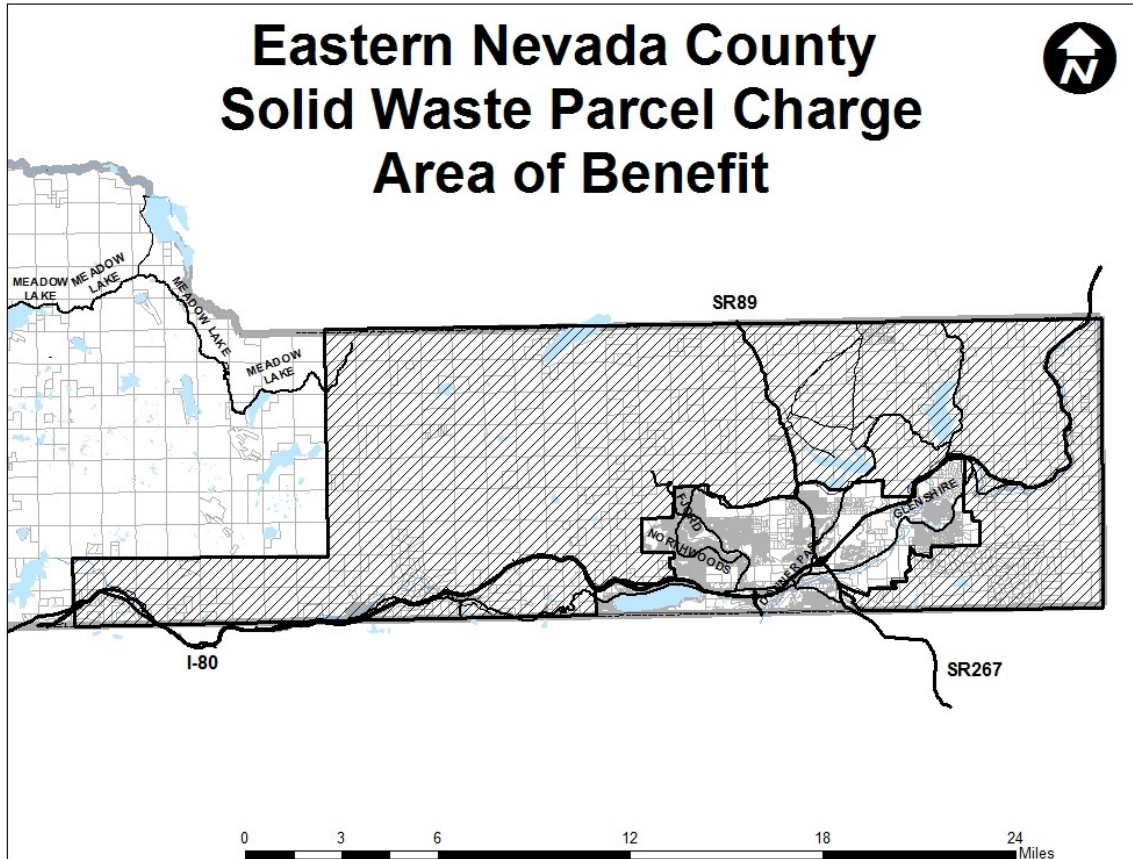 Eastern Nevada County
Solid Waste Parcel Charge
Area of Benefit
N
MEADOW
LAKE
MEADOW
LAKE
MEADOW LAKE
MEADOW
LAKE
SR89
FJORD
NORTHWOODS
GLENSHIRE
I-80
SR267
0 3 6 12 18 24
Miles